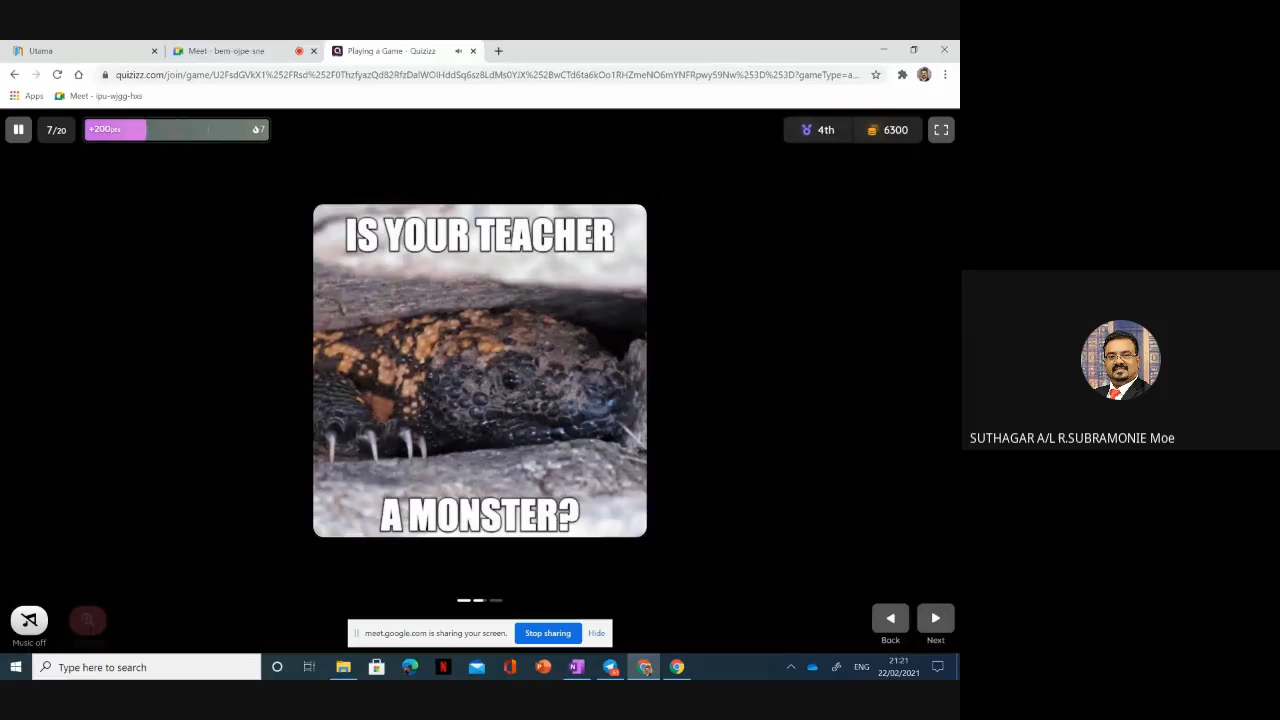 Utama
Meet - bem-ojpe-sne
Playing a Game - Quizizz
Apps
Meet - ipu-wjgg-hxs
7/20
+200pts
7
4th
6300
IS YOUR TEACHER
A MONSTER?
SUTHAGAR A/L R.SUBRAMONIE Moe
Music off
meet.google.com is sharing your screen.
Stop sharing
Hide
Back
Next
Type here to search
ENG
21:21
22/02/2021